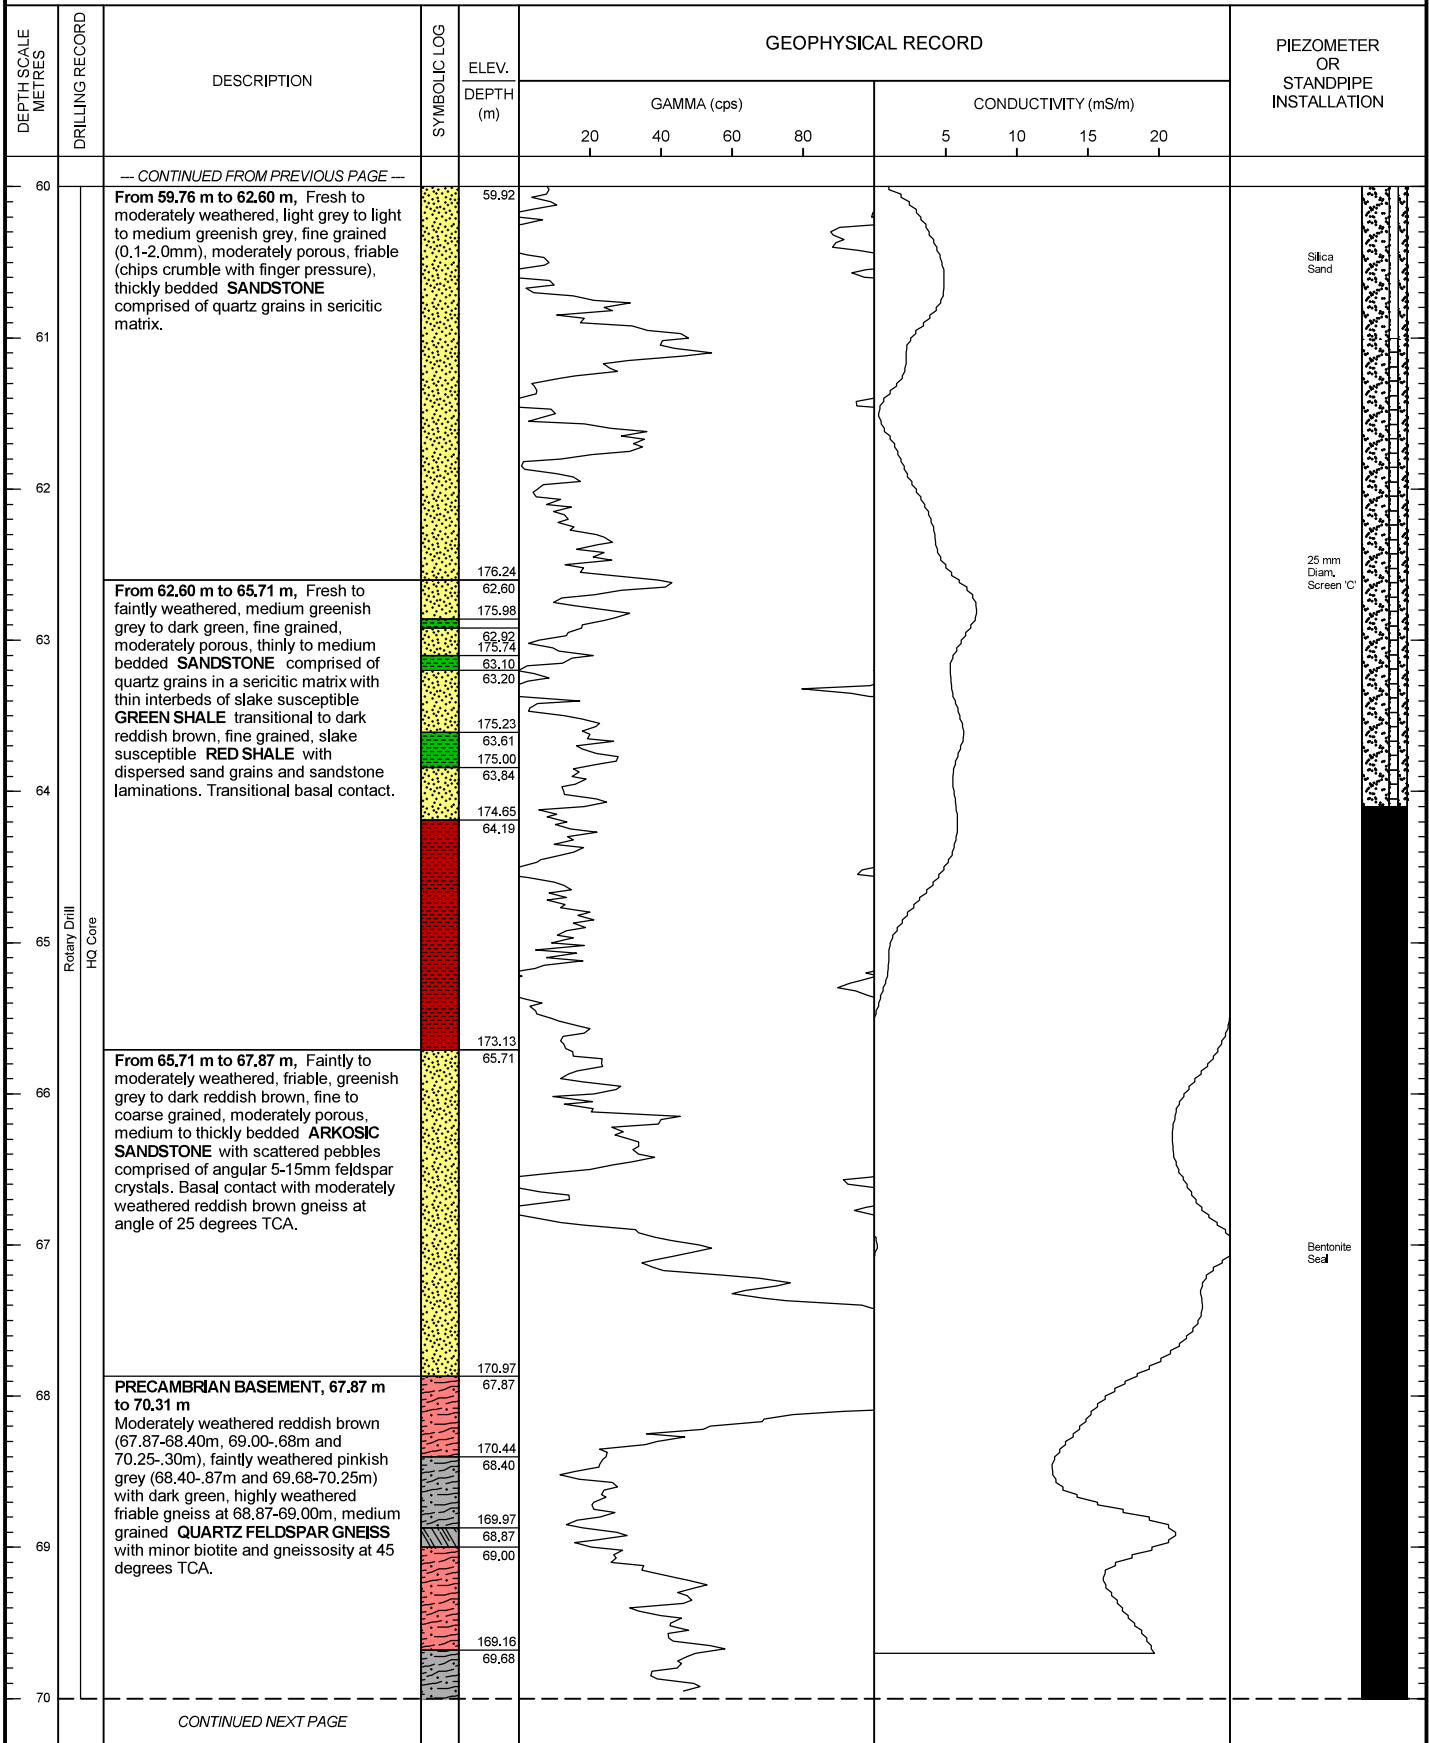 DEPTH SCALE
METRES
DRILLING RECORD
DESCRIPTION
SYMBOLIC LOG
ELEV.
DEPTH
(m)
GEOPHYSICAL RECORD
GAMMA (cps)
20 40 60 80
CONDUCTIVITY (mS/m)
5 10 15 20
PIEZOMETER
OR
STANDPIPE
INSTALLATION
--- CONTINUED FROM PREVIOUS PAGE ---
60
61
62
63
64
65
66
67
68
69
70
Rotary Drill
HQ Core
From 59.76 m to 62.60 m, Fresh to
moderately weathered, light grey to light
to medium greenish grey, fine grained
(0.1-2.0mm), moderately porous, friable
(chips crumble with finger pressure),
thickly bedded SANDSTONE
comprised of quartz grains in sericitic
matrix.
From 62.60 m to 65.71 m, Fresh to
faintly weathered, medium greenish
grey to dark green, fine grained,
moderately porous, thinly to medium
bedded SANDSTONE comprised of
quartz grains in a sericitic matrix with
thin interbeds of slake susceptible
GREEN SHALE transitional to dark
reddish brown, fine grained, slake
susceptible RED SHALE with
dispersed sand grains and sandstone
laminations. Transitional basal contact.
From 65.71 m to 67.87 m, Faintly to
moderately weathered, friable, greenish
grey to dark reddish brown, fine to
coarse grained, moderately porous,
medium to thickly bedded ARKOSIC
SANDSTONE with scattered pebbles
comprised of angular 5-15mm feldspar
crystals. Basal contact with moderately
weathered reddish brown gneiss at
angle of 25 degrees TCA.
PRECAMBRIAN BASEMENT, 67.87 m
to 70.31 m
Moderately weathered reddish brown
(67.87-68.40m, 69.00-.68m and
70.25-.30m), faintly weathered pinkish
grey (68.40-.87m and 69.68-70.25m)
with dark green, highly weathered
friable gneiss at 68.87-69.00m, medium
grained QUARTZ FELDSPAR GNEISS
with minor biotite and gneissosity at 45
degrees TCA.
CONTINUED NEXT PAGE
59.92
176.24
62.60
175.98
62.92
175.74
63.10
63.20
175.23
63.61
175.00
63.84
174.65
64.19
173.13
65.71
170.97
67.87
170.44
68.40
169.97
68.87
69.00
169.16
69.68
Silica
Sand
25 mm
Diam.
Screen 'C'
Bentonite
Seal